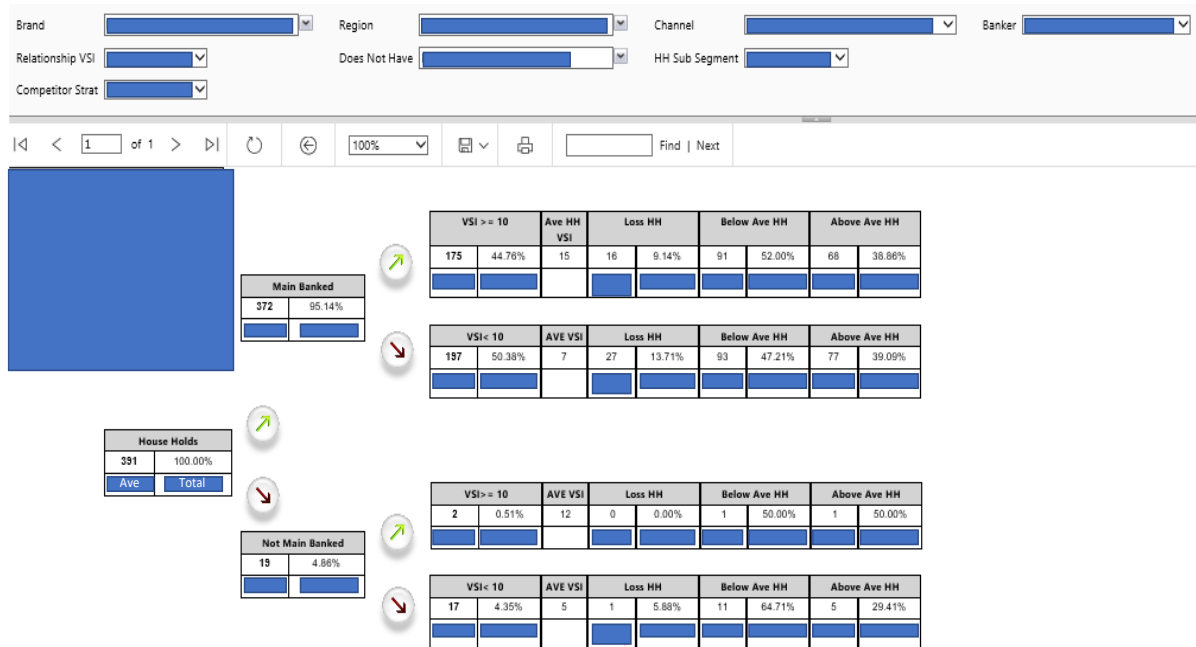 Brand Region Channel Banker
Relationship VSI Does Not Have HH Sub Segment
Competitor Strat
1 of 1 100% Find | Next
VSI >= 10 Ave HH VSI Loss HH Below Ave HH Above Ave HH
175 44.76% 15 16 9.14% 91 52.00% 68 38.86%
Main Banked
372 95.14%
VSI< 10 AVE VSI Loss HH Below Ave HH Above Ave HH
197 50.38% 7 27 13.71% 93 47.21% 77 39.09%
House Holds
391 100.00%
Ave Total
VSI>= 10 AVE VSI Loss HH Below Ave HH Above Ave HH
2 0.51% 12 0 0.00% 1 50.00% 1 50.00%
Not Main Banked
19 4.86%
VSI< 10 AVE VSI Loss HH Below Ave HH Above Ave HH
17 4.35% 5 1 5.88% 11 64.71% 5 29.41%